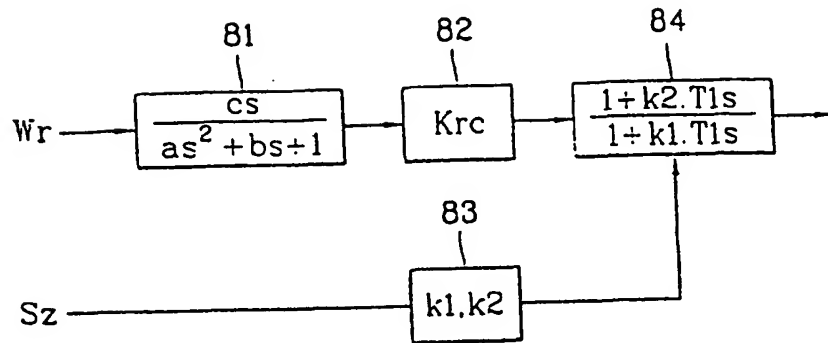 81
82
84
Wr
cs
as² + bs ÷ 1
Krc
1 ÷ k2.T1s
1 ÷ k1.T1s
83
Sz
k1.k2